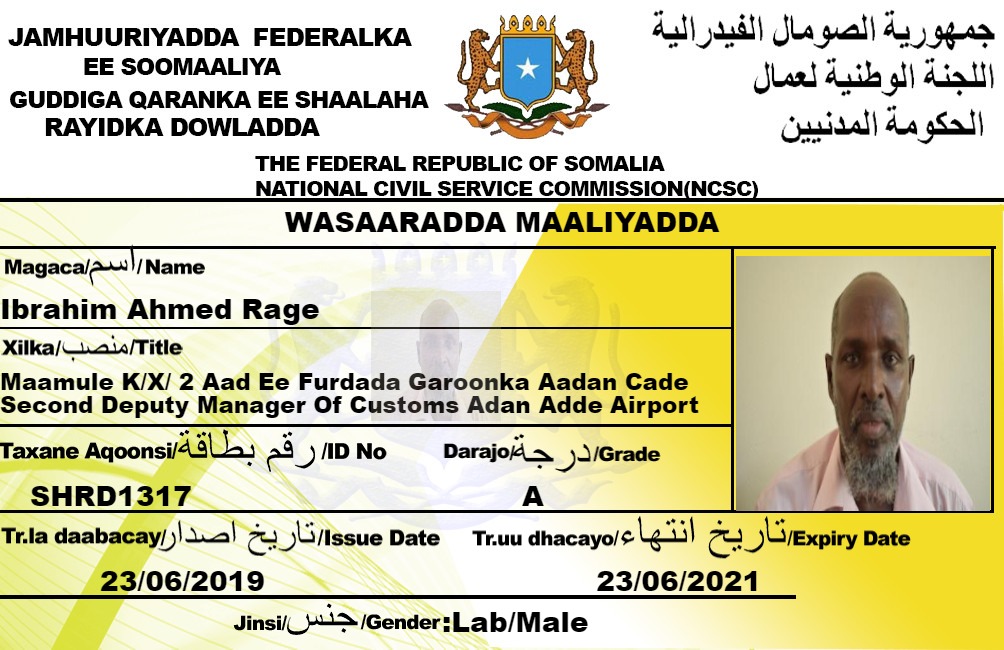 JAMHUURIYADDA FEDERALKA
EE SOOMAALIYA
GUDDIGA QARANKA EE SHAALAHA
RAYIDKA DOWLADDA
جمهورية الصومال الفيدرالية
اللجنة الوطنية لعمال
الحكومة المدنيين
THE FEDERAL REPUBLIC OF SOMALIA
NATIONAL CIVIL SERVICE COMMISSION(NCSC)
WASAARADDA MAALIYADDA
Magaca/اسم/Name
Ibrahim Ahmed Rage
Xilka/منصب/Title
Maamule K/X/ 2 Aad Ee Furdada Garoonka Aadan Cade
Second Deputy Manager Of Customs Adan Adde Airport
Taxane Aqoonsi/رقم بطاقة/ID No
Darajo/درجة/Grade
SHRD1317
A
Tr.la daabacay/تاريخ اصدار/Issue Date
Tr.uu dhacayo/تاريخ انتهاء/Expiry Date
23/06/2019
23/06/2021
Jinsi/جنس/Gender:Lab/Male